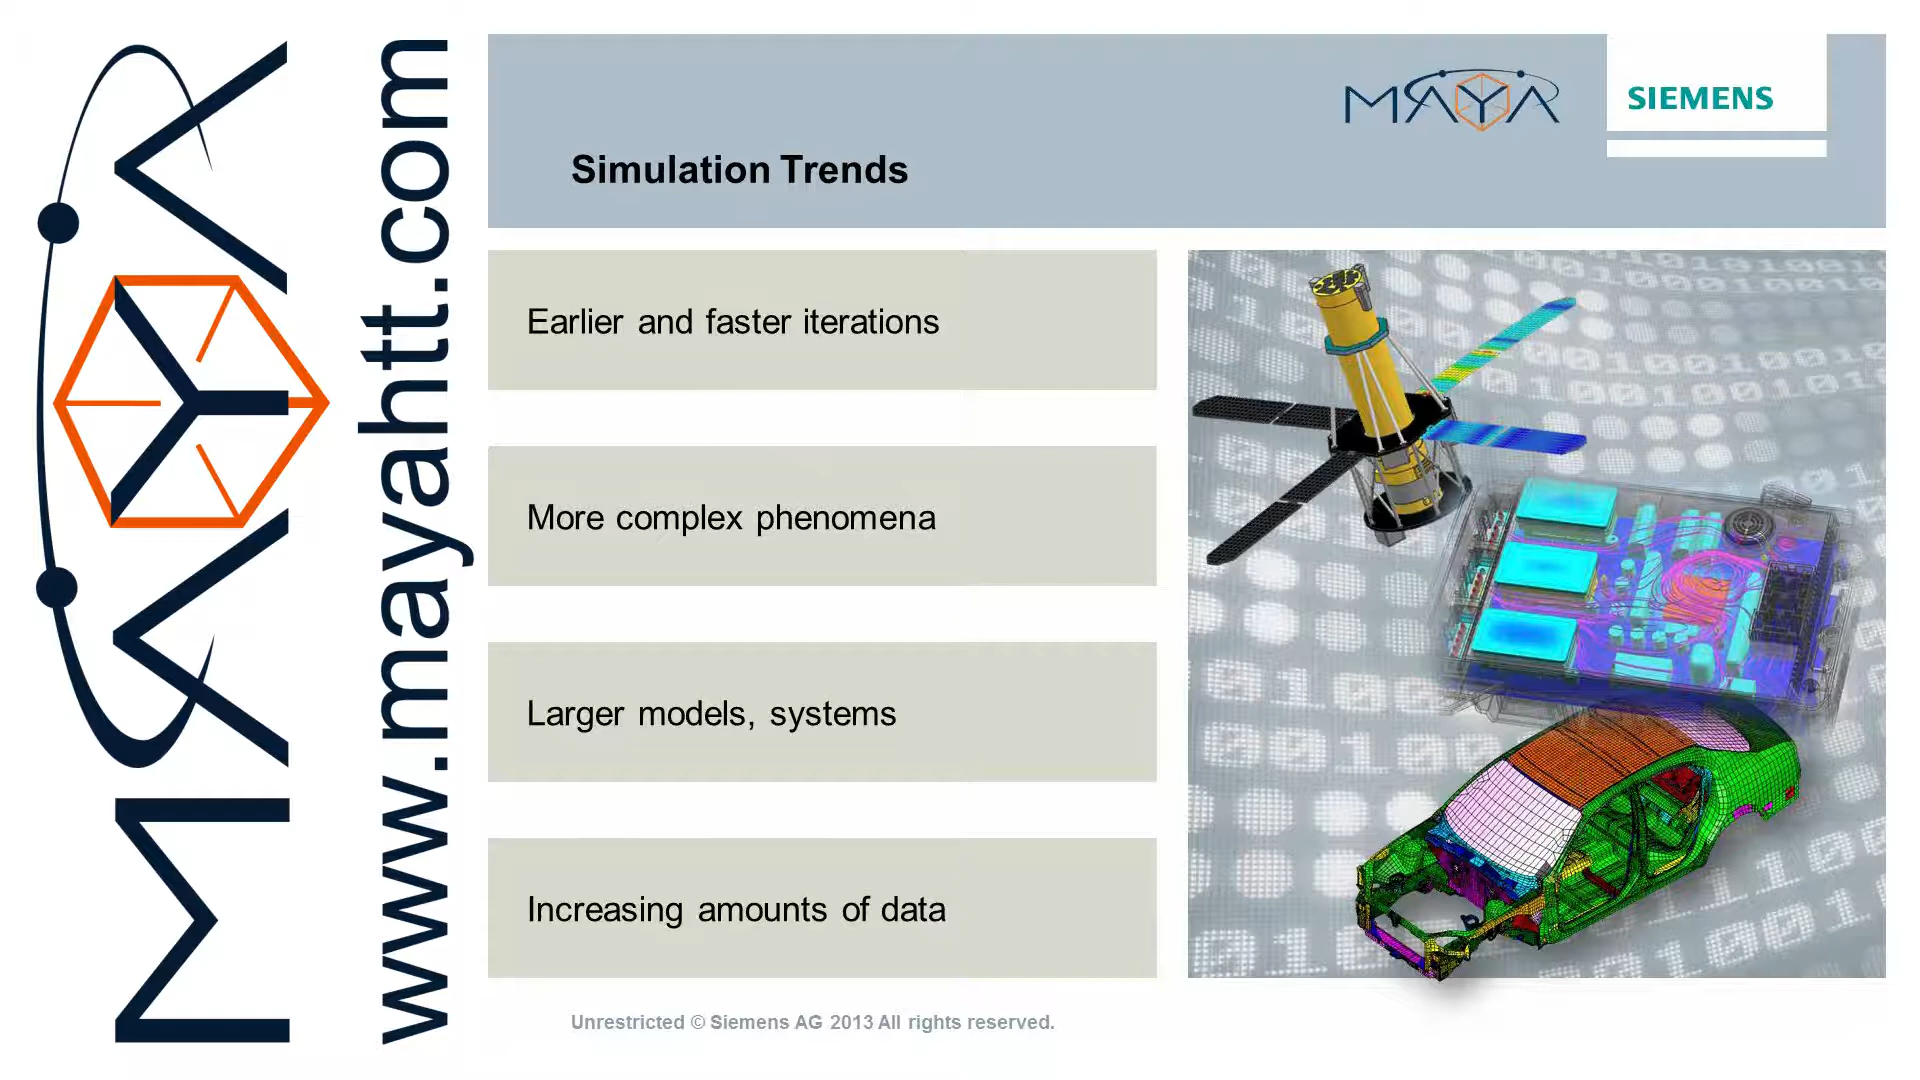 MAYA
www.mayahtt.com
MAYA
SIEMENS
Simulation Trends
Earlier and faster iterations
More complex phenomena
Larger models, systems
Increasing amounts of data
Unrestricted © Siemens AG 2013 All rights reserved.